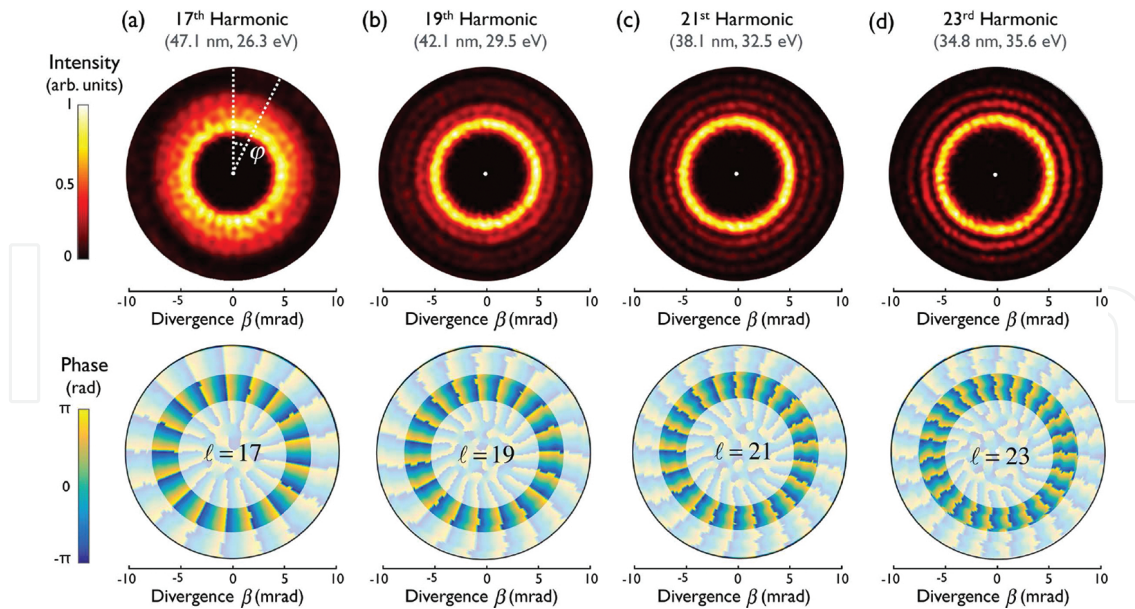 (a) 17th Harmonic
(47.1 nm, 26.3 eV)
(b) 19th Harmonic
(42.1 nm, 29.5 eV)
(c) 21st Harmonic
(38.1 nm, 32.5 eV)
(d) 23rd Harmonic
(34.8 nm, 35.6 eV)
Intensity
(arb. units)
1
0.5
0
φ
-10 -5 0 5 10
Divergence β (mrad)
-10 -5 0 5 10
Divergence β (mrad)
-10 -5 0 5 10
Divergence β (mrad)
-10 -5 0 5 10
Divergence β (mrad)
Phase
(rad)
π
0
-π
ℓ = 17
ℓ = 19
ℓ = 21
ℓ = 23
-10 -5 0 5 10
Divergence β (mrad)
-10 -5 0 5 10
Divergence β (mrad)
-10 -5 0 5 10
Divergence β (mrad)
-10 -5 0 5 10
Divergence β (mrad)